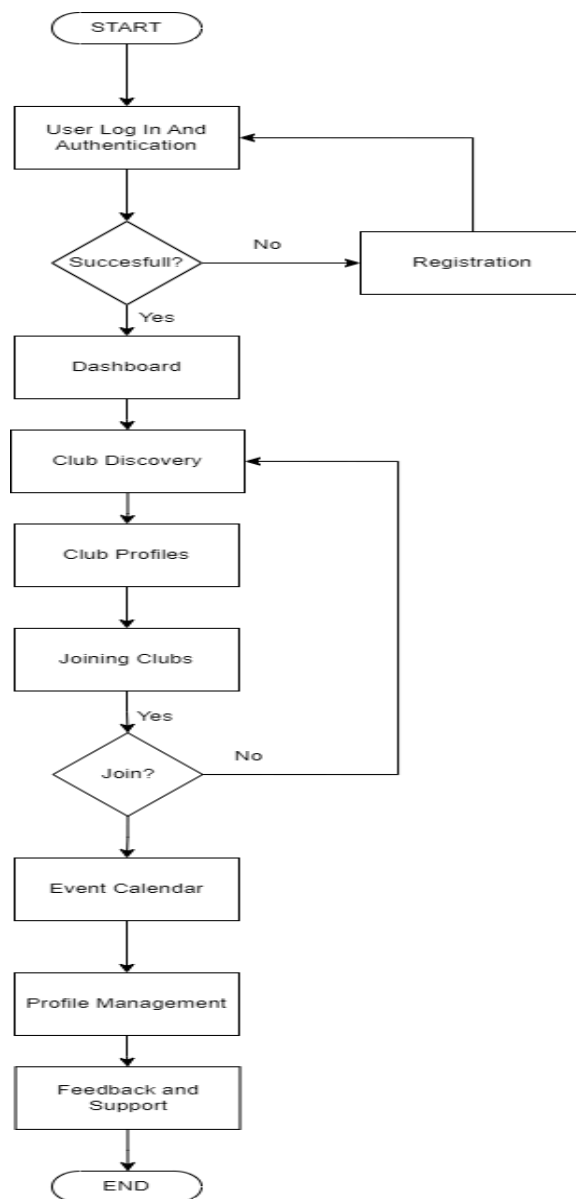 START
User Log In And
Authentication
No
Succesfull?
Registration
Yes
Dashboard
Club Discovery
Club Profiles
Joining Clubs
Yes
No
Join?
Event Calendar
Profile Management
Feedback and
Support
END